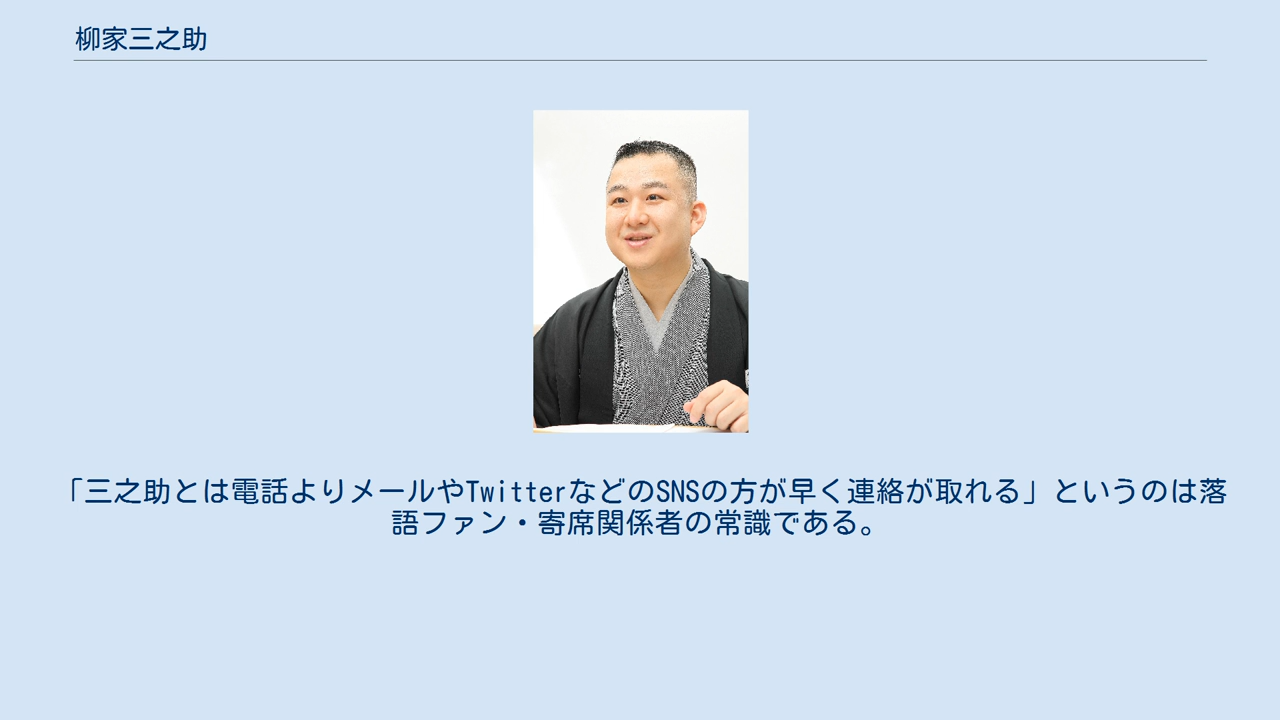 柳家三之助
「三之助とは電話よりメールやTwitterなどのSNSの方が早く連絡が取れる」というのは落
語ファン・寄席関係者の常識である。